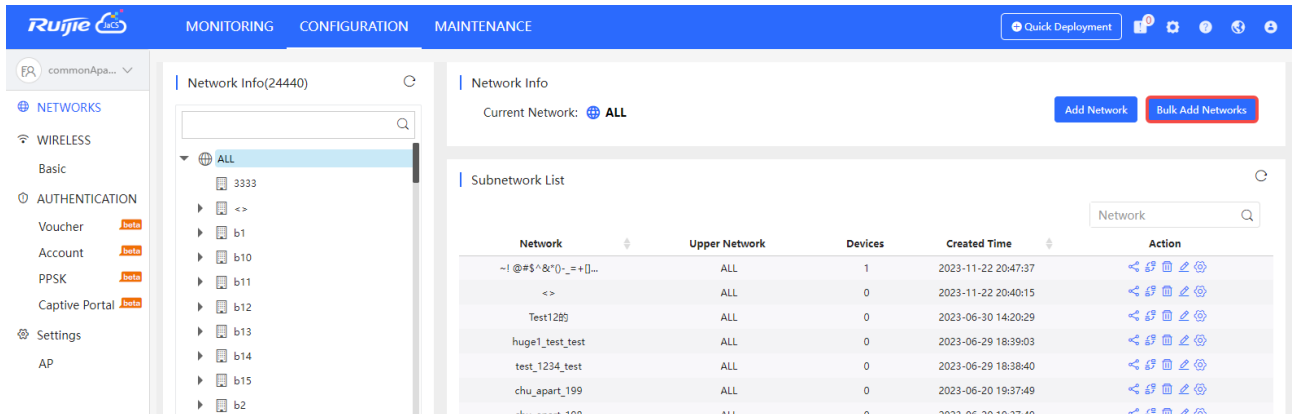 Ruijie JaCS MONITORING CONFIGURATION MAINTENANCE Quick Deployment 0
commonApa...
NETWORKS
WIRELESS
Basic
AUTHENTICATION
Voucher beta
Account beta
PPSK beta
Captive Portal beta
Settings
AP
Network Info(24440)
ALL
3333
<>
b1
b10
b11
b12
b13
b14
b15
b2
Network Info
Current Network: ALL Add Network Bulk Add Networks
Subnetwork List
Network
Network Upper Network Devices Created Time Action
~! @#$^&*()-_=+[]... ALL 1 2023-11-22 20:47:37
<> ALL 0 2023-11-22 20:40:15
Test12的 ALL 0 2023-06-30 14:20:29
huge1_test_test ALL 0 2023-06-29 18:39:03
test_1234_test ALL 0 2023-06-29 18:38:40
chu_apart_199 ALL 0 2023-06-20 19:37:49